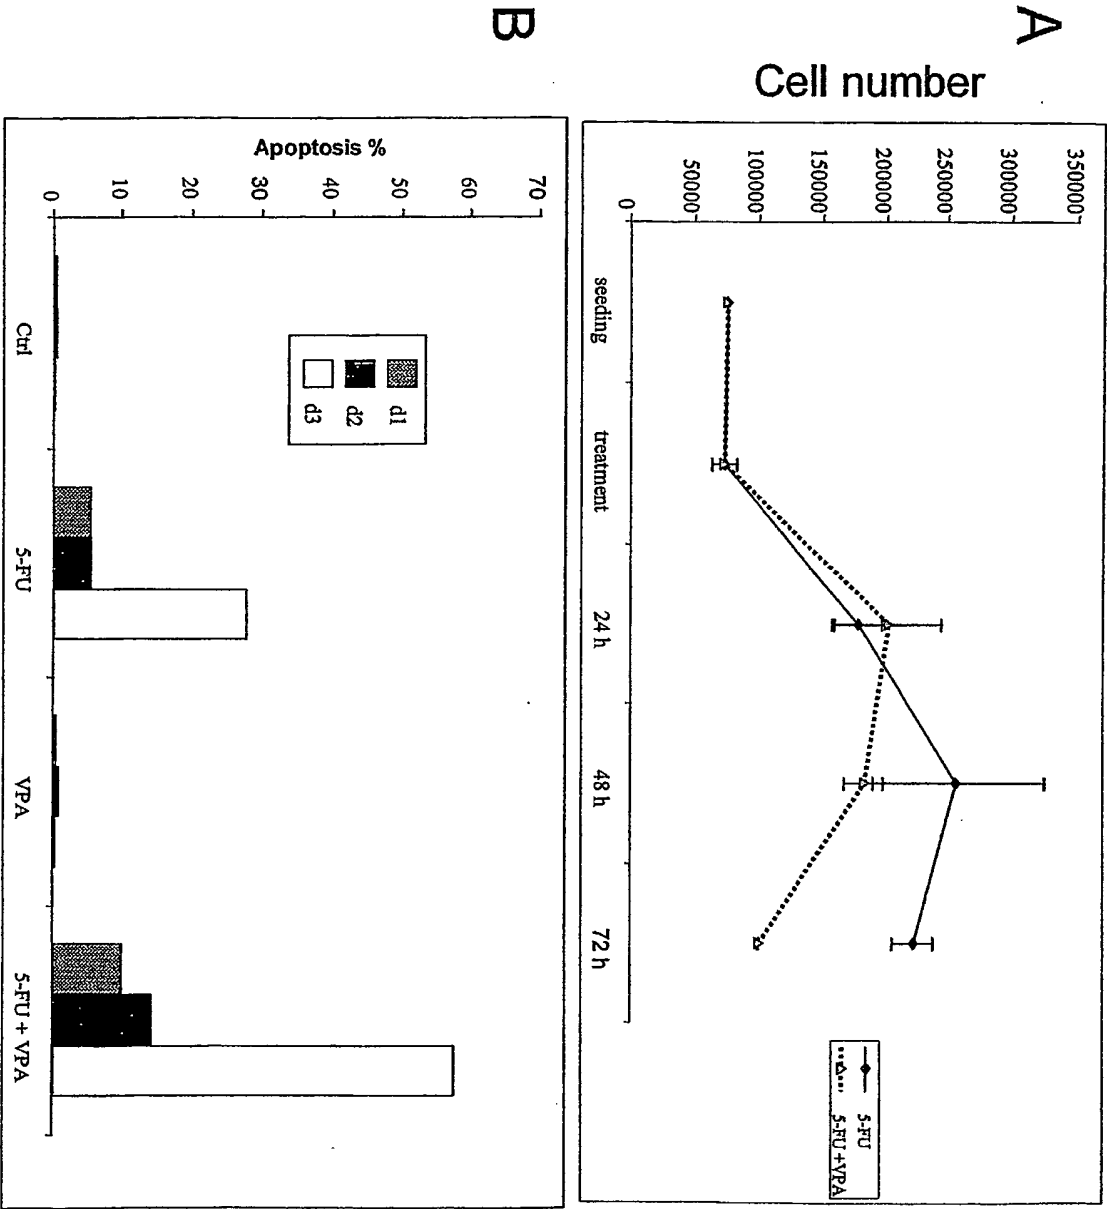 A
Cell number
350000
300000
250000
200000
150000
100000
50000
0
seeding
treatment
24 h
48 h
72 h
5-FU
5-FU +VPA
B
Apoptosis %
70
60
50
40
30
20
10
0
d1
d2
d3
Ctrl
5-FU
VPA
5-FU + VPA